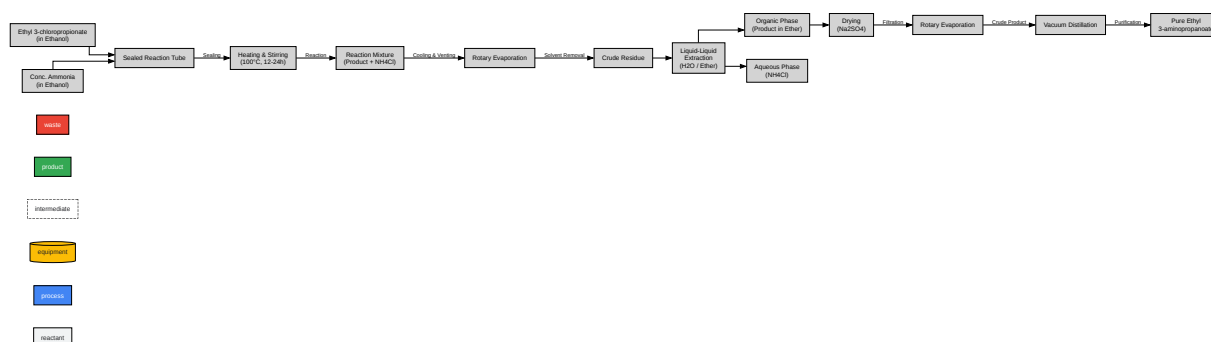 Ethyl 3-chloropropionate
(in Ethanol)
Conc. Ammonia
(in Ethanol)
Sealed Reaction Tube
Sealing
Heating & Stirring
(100°C, 12-24h)
Reaction
Reaction Mixture
(Product + NH4Cl)
Cooling & Venting
Rotary Evaporation
Solvent Removal
Crude Residue
Liquid-Liquid
Extraction
(H2O / Ether)
Organic Phase
(Product in Ether)
Aqueous Phase
(NH4Cl)
Drying
(Na2SO4)
Filtration
Rotary Evaporation
Crude Product
Vacuum Distillation
Purification
Pure Ethyl
3-aminopropanoat
waste
product
intermediate
equipment
process
reactant